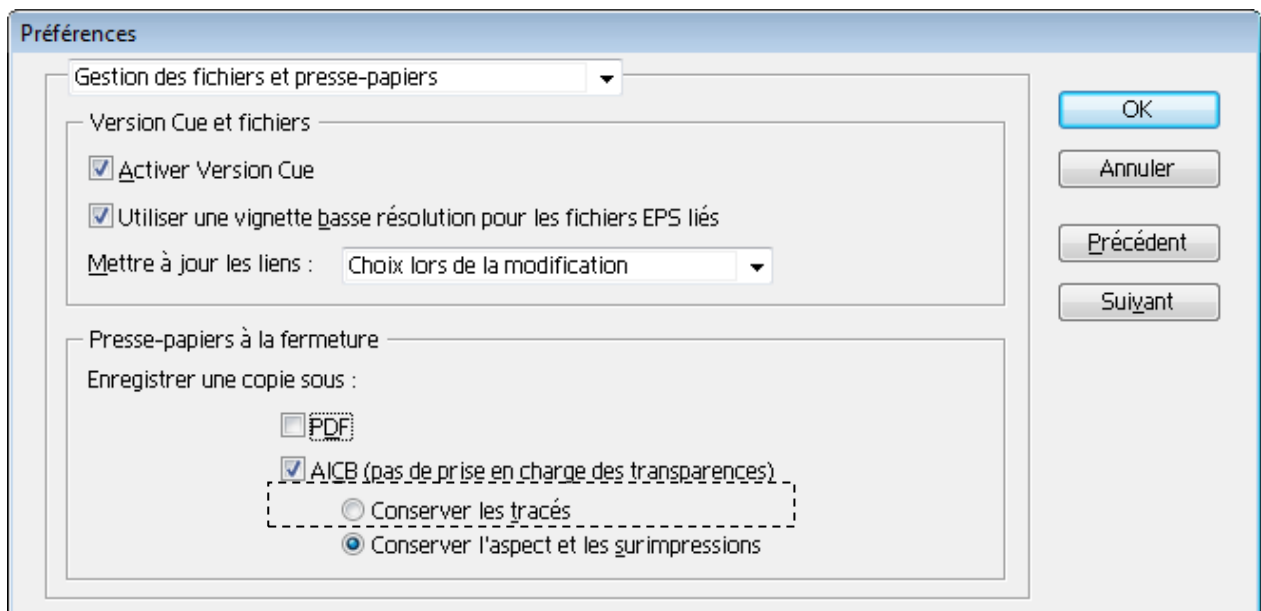 Préférences
Gestion des fichiers et presse-papiers
Version Cue et fichiers
Activer Version Cue
Utiliser une vignette basse résolution pour les fichiers EPS liés
Mettre à jour les liens : Choix lors de la modification
Presse-papiers à la fermeture
Enregistrer une copie sous :
PDF
AICB (pas de prise en charge des transparences)
Conserver les tracés
Conserver l'aspect et les surimpressions
OK
Annuler
Précédent
Suivant